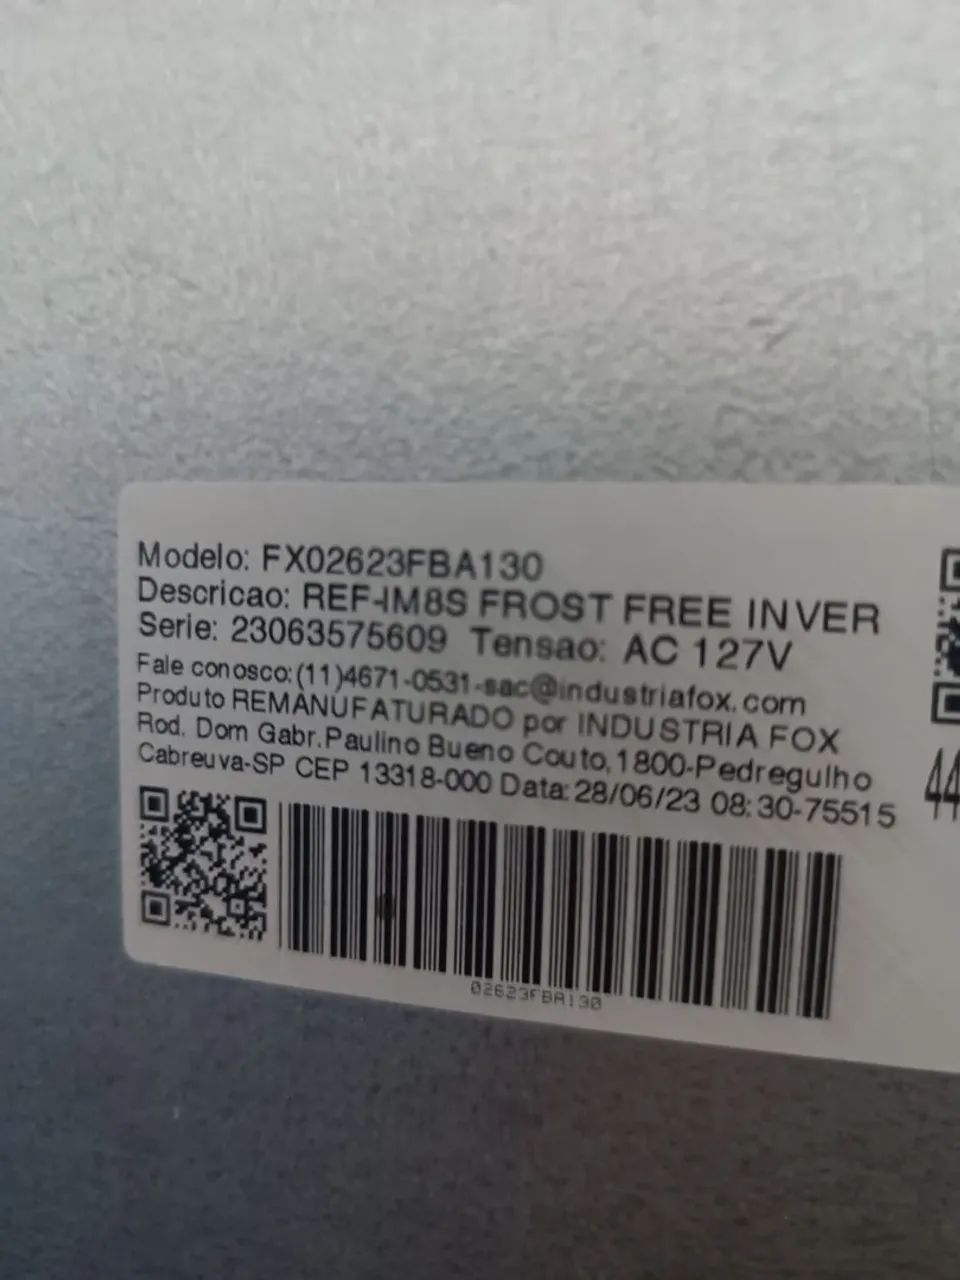 Modelo: FX02623FBA130
Descricao: REF-IM8S FROST FREE INVER
Serie: 23063575609 Tensao: AC 127V
Fale conosco:(11)4671-0531-sac@industriafox.com
Produto REMANUFATURADO por INDUSTRIA FOX
Rod. Dom Gabr.Paulino Bueno Couto,1800-Pedregulho
Cabreuva-SP CEP 13318-000 Data:28/06/23 08:30-75515
02623FBA130
44